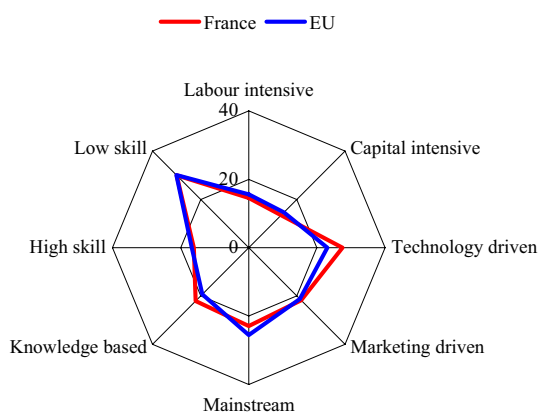 France EU
Labour intensive
40
Low skill Capital intensive
20
High skill 0 Technology driven
Knowledge based Marketing driven
Mainstream